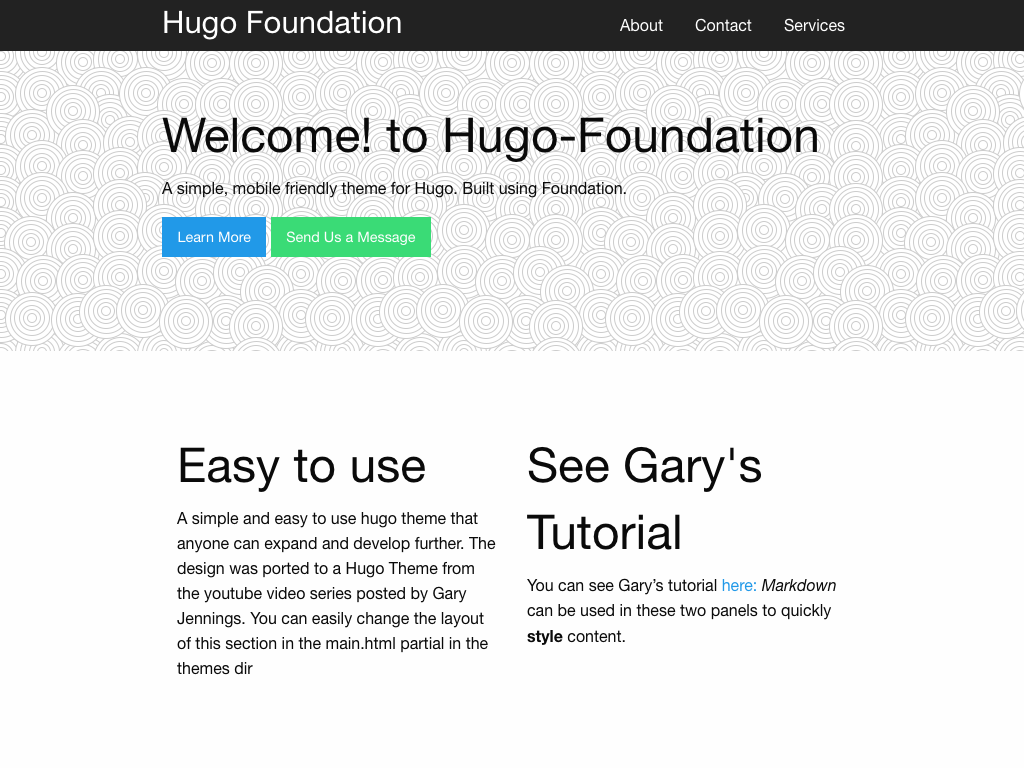 Hugo Foundation
About Contact Services
Welcome! to Hugo-Foundation
A simple, mobile friendly theme for Hugo. Built using Foundation.
Learn More Send Us a Message
Easy to use
A simple and easy to use hugo theme that
anyone can expand and develop further. The
design was ported to a Hugo Theme from
the youtube video series posted by Gary
Jennings. You can easily change the layout
of this section in the main.html partial in the
themes dir
See Gary's
Tutorial
You can see Gary’s tutorial here: Markdown
can be used in these two panels to quickly
style content.